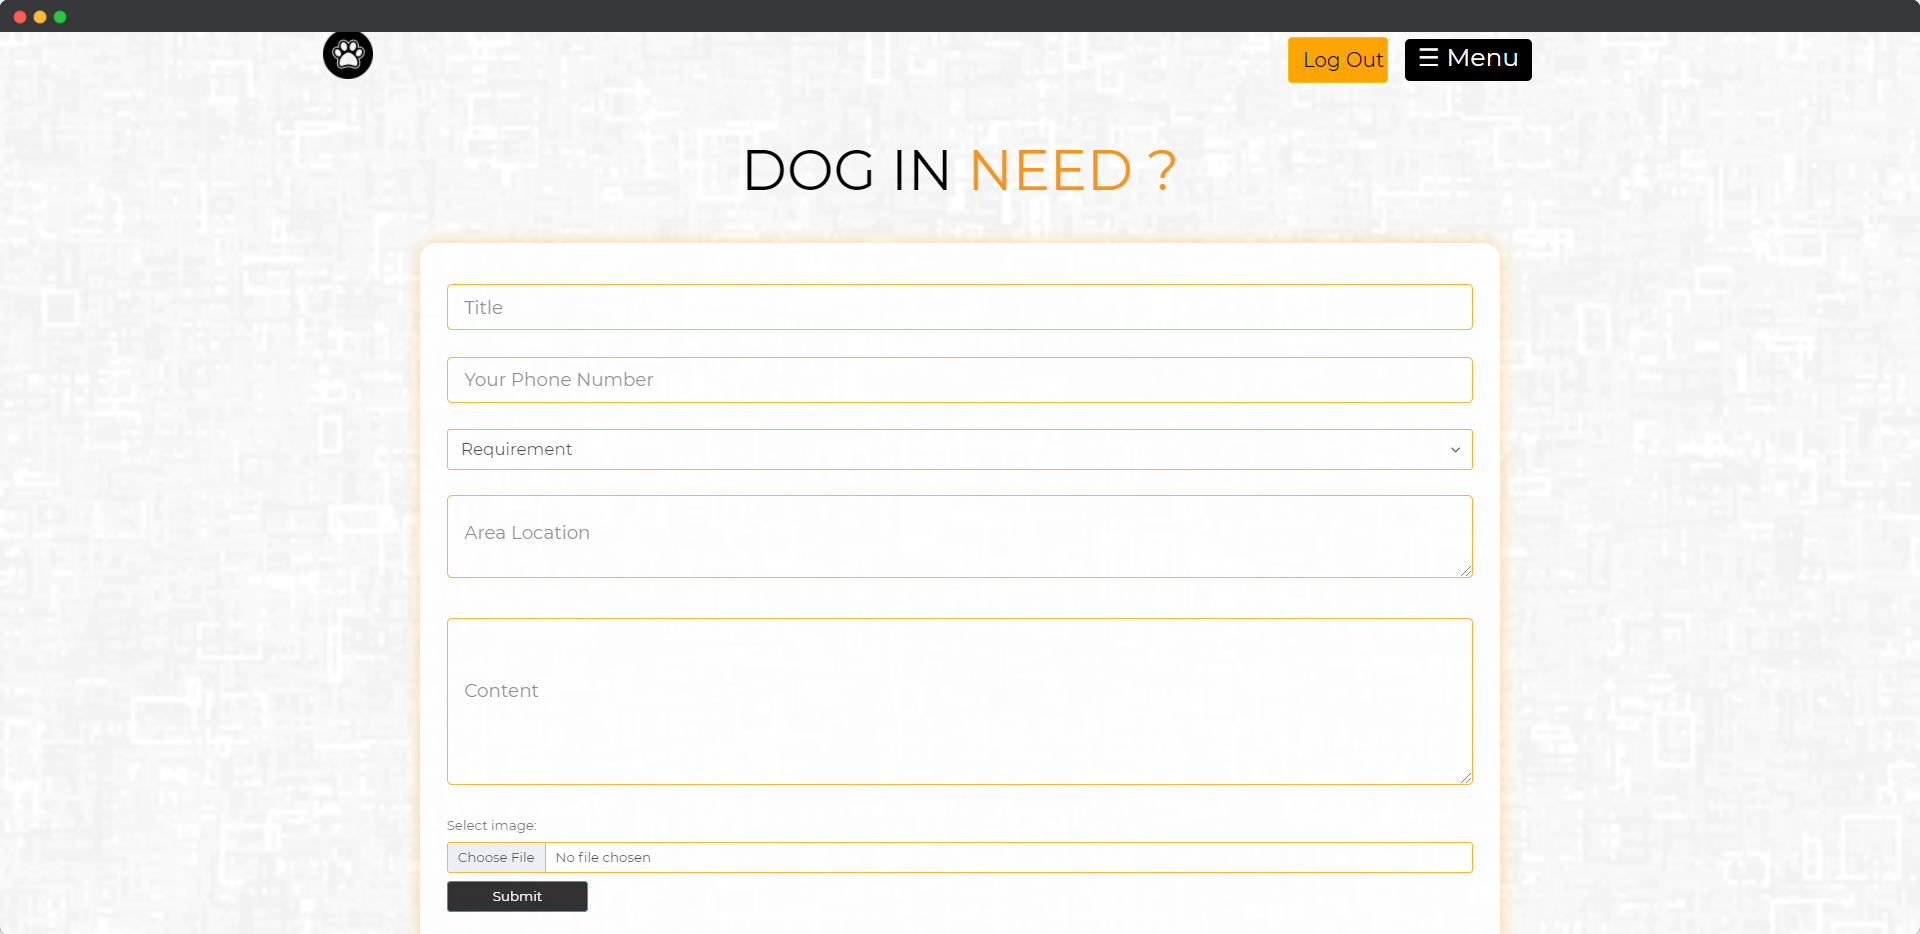 Log Out
☰ Menu
DOG IN NEED ?
Title
Your Phone Number
Requirement
Area Location
Content
Select image:
Choose File No file chosen
Submit